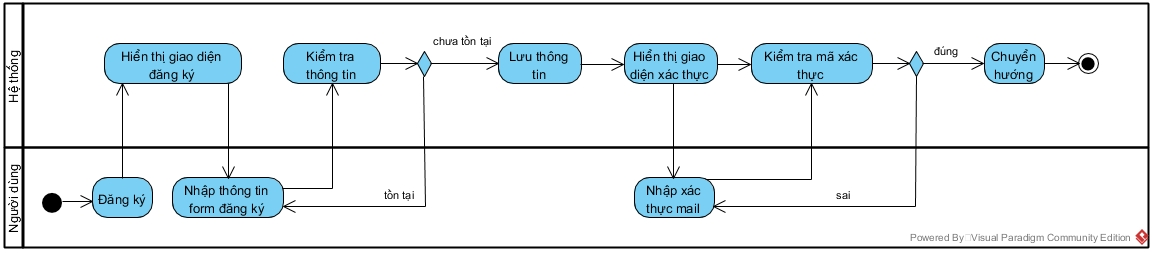 Hệ thống
Hiển thị giao diện
đăng ký
Kiểm tra
thông tin
chưa tồn tại
Lưu thông
tin
Hiển thị giao
diện xác thực
Kiểm tra mã xác
thực
đúng
Chuyển
hướng
Người dùng
Đăng ký
Nhập thông tin
form đăng ký
tồn tại
Nhập xác
thực mail
sai
Powered By Visual Paradigm Community Edition